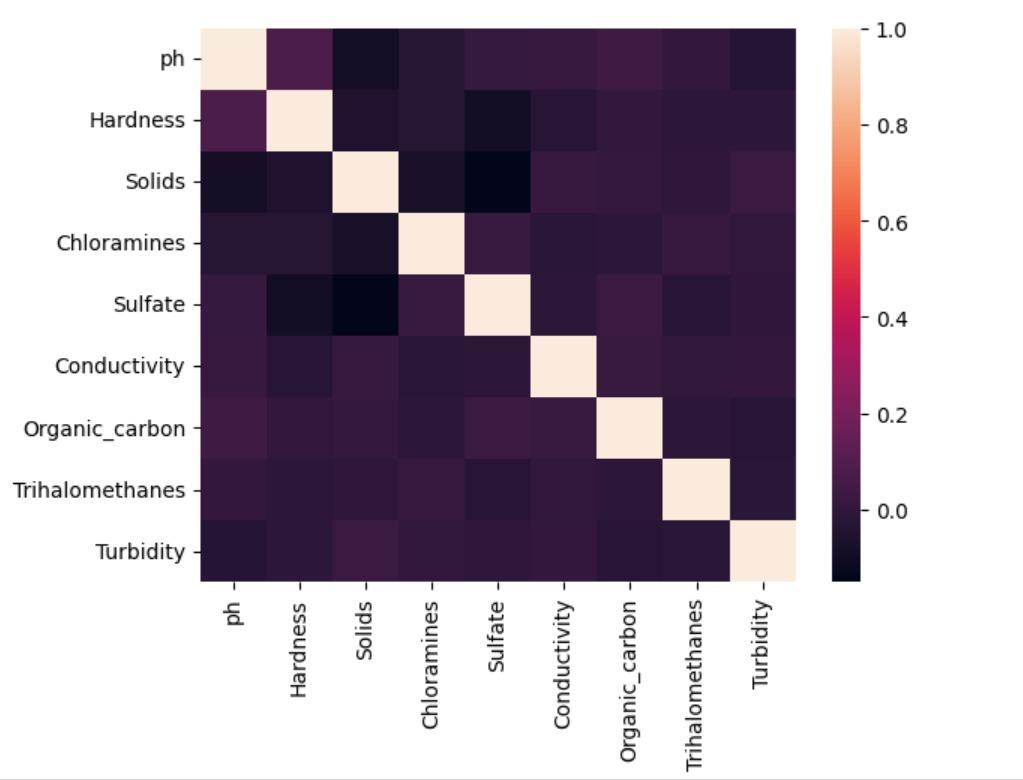 ph
Hardness
Solids
Chloramines
Sulfate
Conductivity
Organic_carbon
Trihalomethanes
Turbidity
ph
Hardness
Solids
Chloramines
Sulfate
Conductivity
Organic_carbon
Trihalomethanes
Turbidity
1.0
0.8
0.6
0.4
0.2
0.0